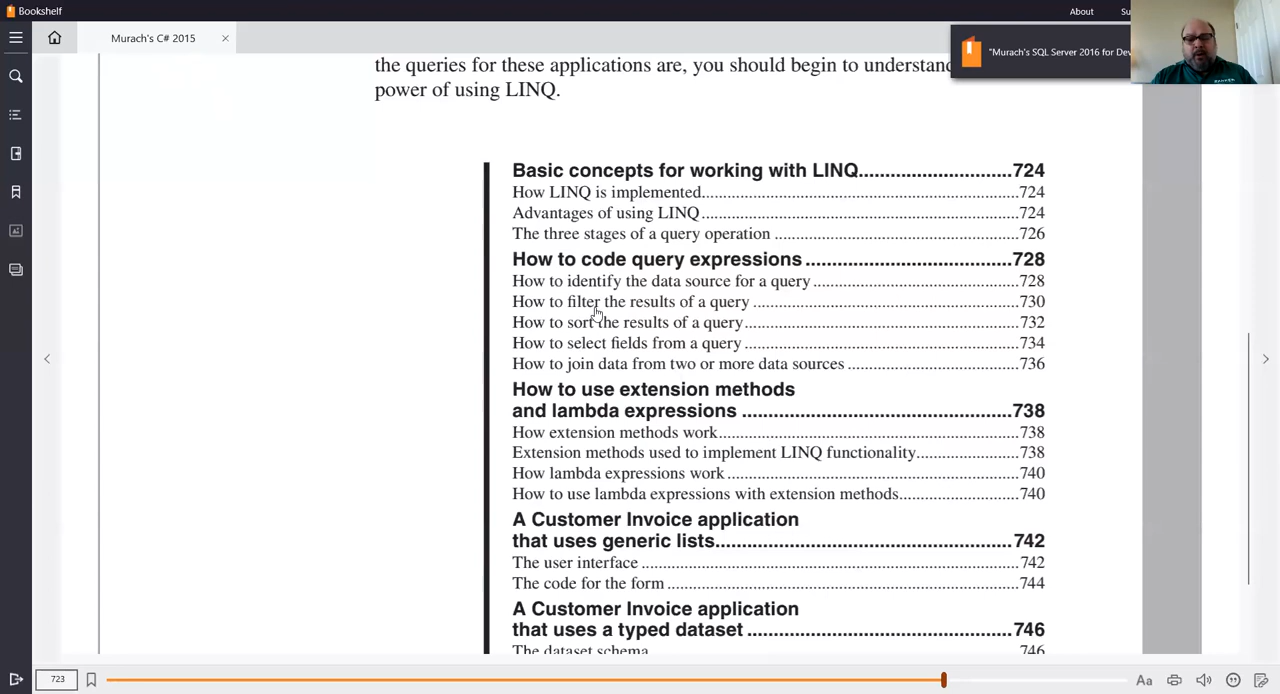 Bookshelf
About
Su
Murach's C# 2015
"Murach's SQL Server 2016 for Dev
the queries for these applications are, you should begin to understand
power of using LINQ.
Basic concepts for working with LINQ..............................724
How LINQ is implemented.............................................................................724
Advantages of using LINQ.............................................................................724
The three stages of a query operation ...........................................................726
How to code query expressions ........................................728
How to identify the data source for a query ...................................................728
How to filter the results of a query .................................................................730
How to sort the results of a query....................................................................732
How to select fields from a query ...................................................................734
How to join data from two or more data sources ..........................................736
How to use extension methods
and lambda expressions ....................................................738
How extension methods work.........................................................................738
Extension methods used to implement LINQ functionality.........................738
How lambda expressions work .......................................................................740
How to use lambda expressions with extension methods............................740
A Customer Invoice application
that uses generic lists..........................................................742
The user interface ............................................................................................742
The code for the form ......................................................................................744
A Customer Invoice application
that uses a typed dataset ....................................................746
The dataset schema 746
723
Aa